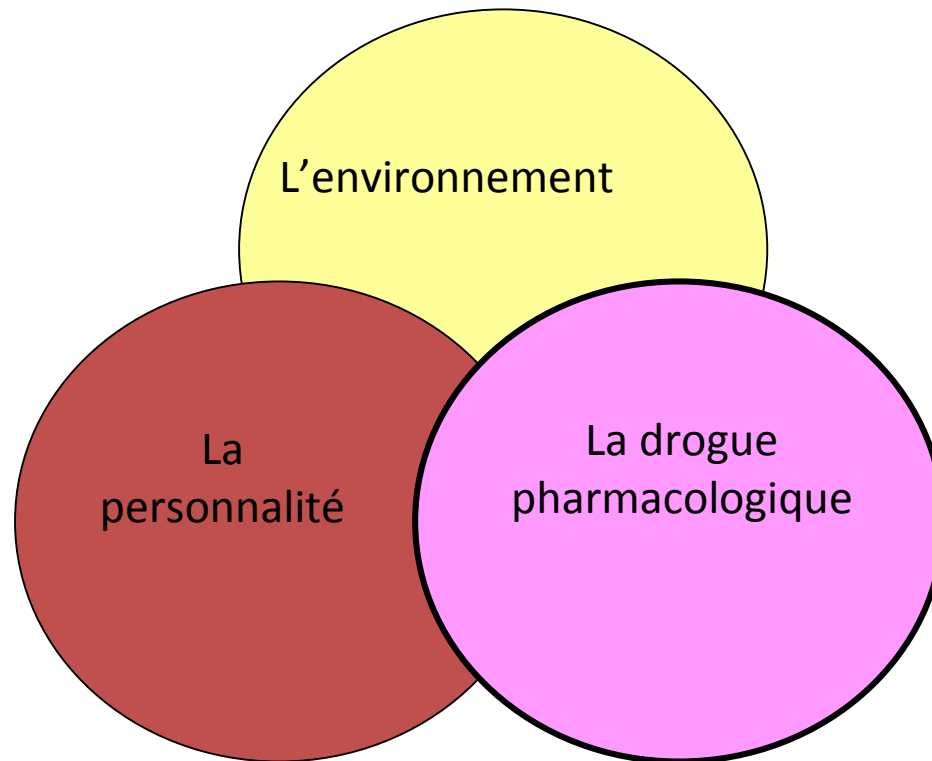 L’environnement
La
personnalité
La drogue
pharmacologique